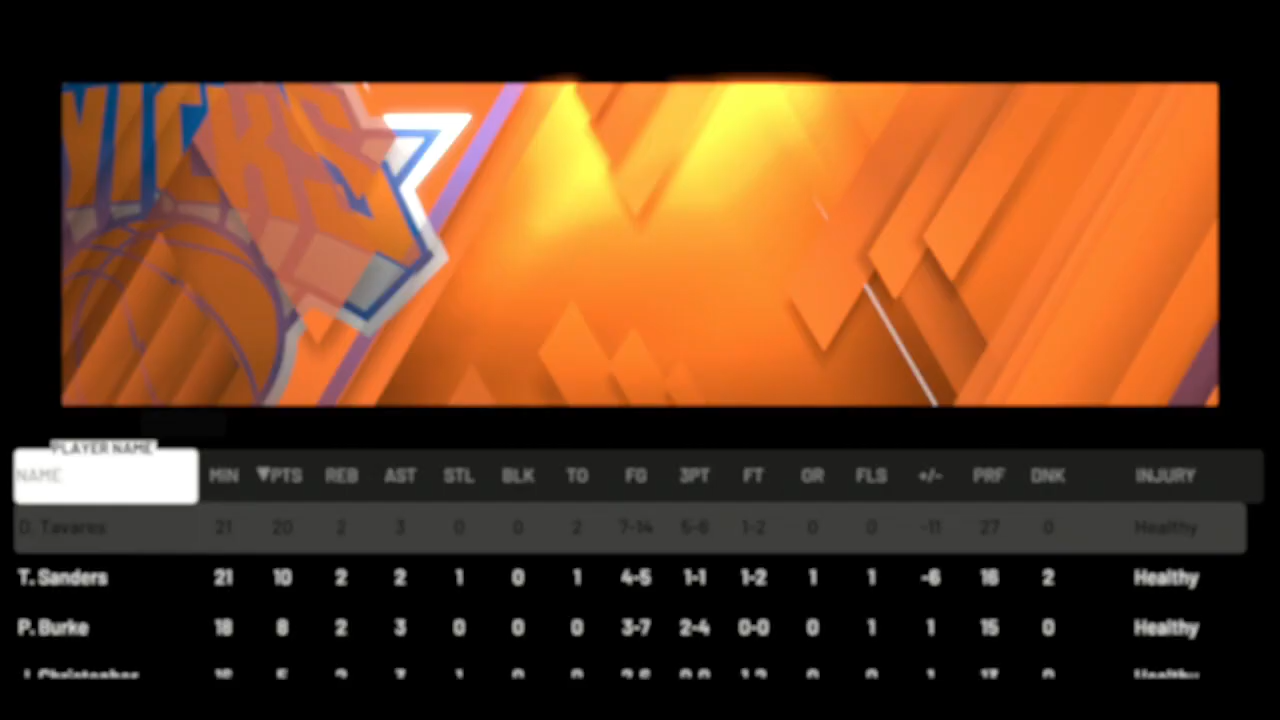 NICKS
PLAYER NAME
NAME MIN ▼PTS REB AST STL BLK TO FG 3PT FT OR FLS +/- PRF DNK INJURY
D. Tavares 21 20 2 3 0 0 2 7-14 5-8 1-2 0 0 -11 27 0 Healthy
T. Sanders 21 10 2 2 1 0 1 4-5 1-1 1-2 1 1 -6 18 2 Healthy
P. Burke 18 8 2 3 0 0 0 3-7 2-4 0-0 0 1 1 15 0 Healthy
J. Christopher